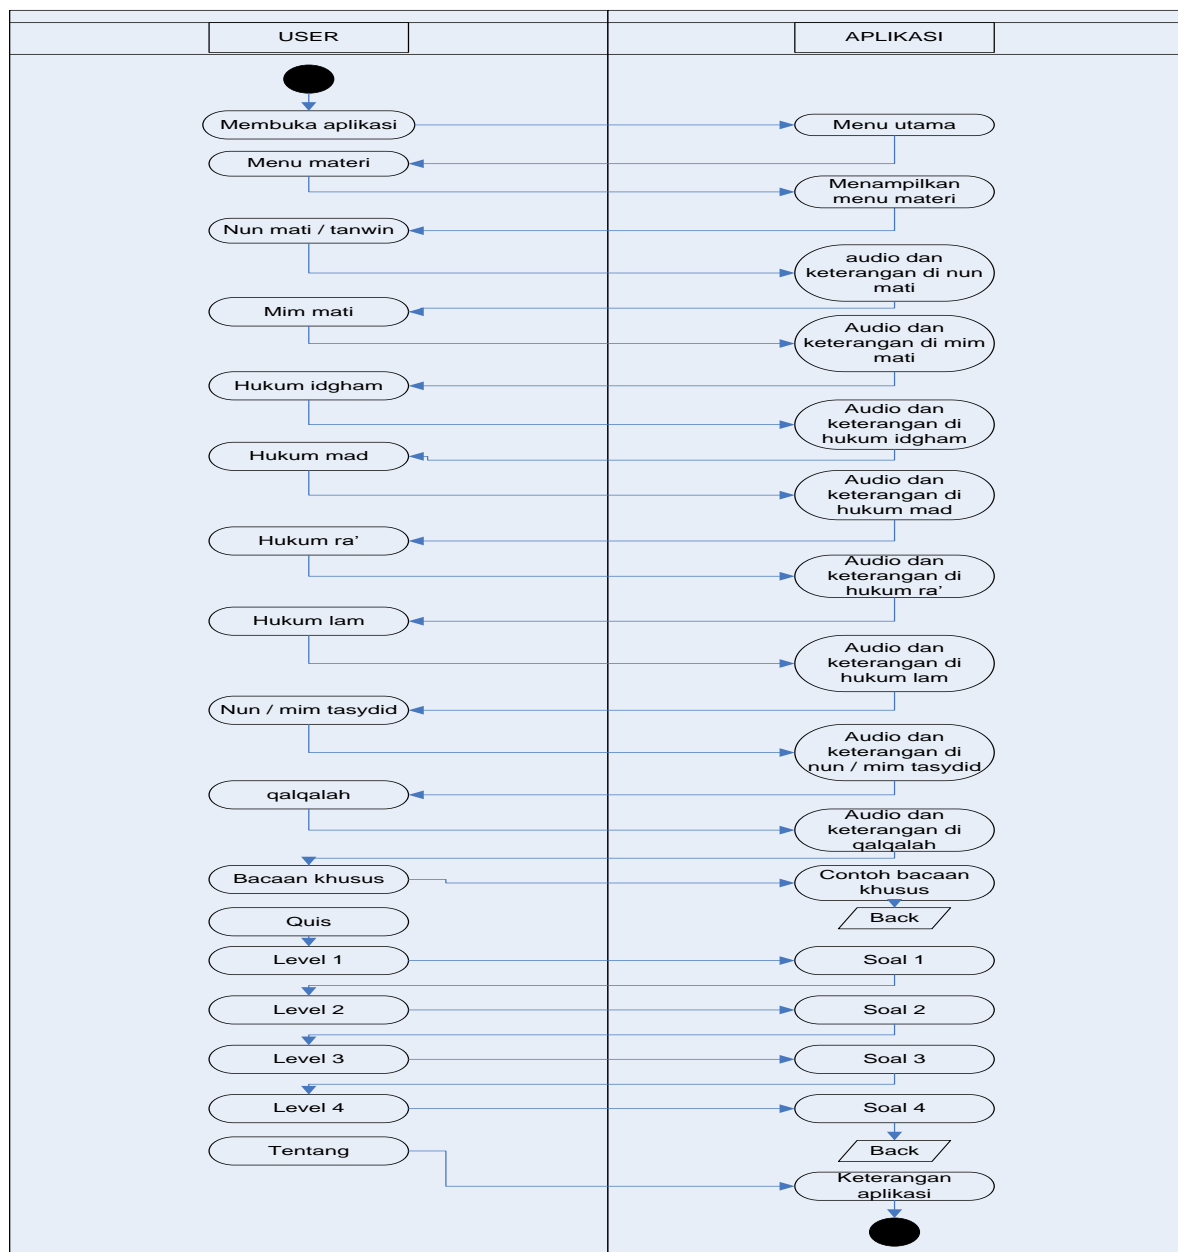 USER
APLIKASI
Membuka aplikasi
Menu utama
Menu materi
Menampilkan
menu materi
Nun mati / tanwin
audio dan
keterangan di nun
mati
Mim mati
Audio dan
keterangan di mim
mati
Hukum idgham
Audio dan
keterangan di
hukum idgham
Hukum mad
Audio dan
keterangan di
hukum mad
Hukum ra’
Audio dan
keterangan di
hukum ra’
Hukum lam
Audio dan
keterangan di
hukum lam
Nun / mim tasydid
Audio dan
keterangan di
nun / mim tasydid
qalqalah
Audio dan
keterangan di
qalqalah
Bacaan khusus
Contoh bacaan
khusus
Back
Quis
Level 1
Soal 1
Level 2
Soal 2
Level 3
Soal 3
Level 4
Soal 4
Back
Tentang
Keterangan
aplikasi